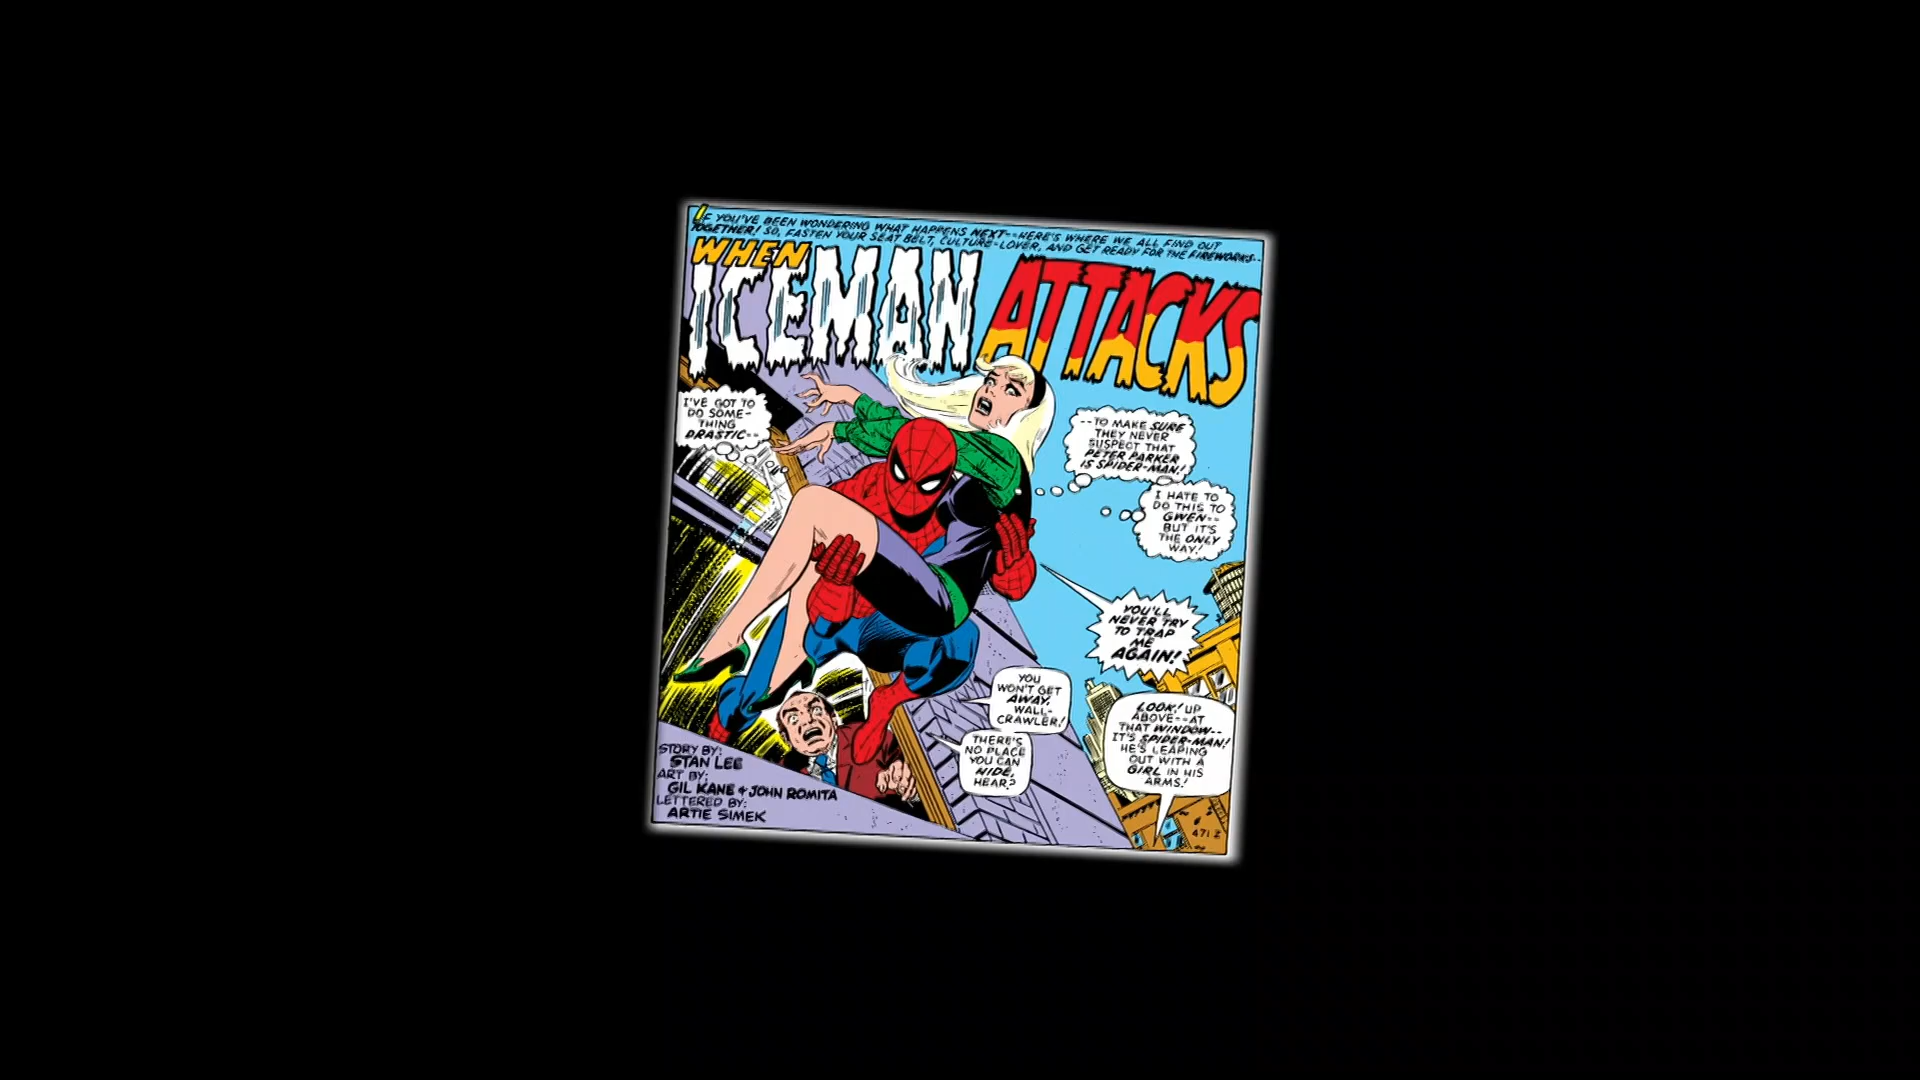 IF YOU'VE BEEN WONDERING WHAT HAPPENS NEXT--HERE'S WHERE WE ALL FIND OUT
TOGETHER! SO, FASTEN YOUR SEAT BELT, CULTURE-LOVER, AND GET READY FOR THE FIREWORKS--
WHEN
ICEMAN ATTACKS
I'VE GOT TO
DO SOME-
THING
DRASTIC--
--TO MAKE SURE
THEY NEVER
SUSPECT THAT
PETER PARKER
IS SPIDER-MAN!
I HATE TO
DO THIS TO
GWEN--
BUT IT'S
THE ONLY
WAY!
YOU'LL
NEVER TRY
TO TRAP
ME
AGAIN!
YOU
WON'T GET
AWAY,
WALL-
CRAWLER!
THERE'S
NO PLACE
YOU CAN
HIDE,
HEAR?
LOOK! UP
ABOVE--AT
THAT WINDOW--
IT'S SPIDER-MAN!
HE'S LEAPING
OUT WITH A
GIRL IN HIS
ARMS!
STORY BY:
STAN LEE
ART BY:
GIL KANE & JOHN ROMITA
LETTERED BY:
ARTIE SIMEK
471 Z